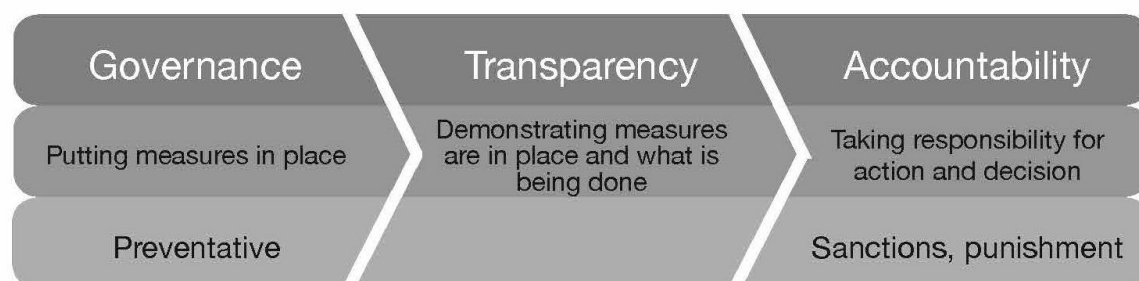 Governance
Transparency
Accountability
Putting measures in place
Demonstrating measures
are in place and what is
being done
Taking responsibility for
action and decision
Preventative
Sanctions, punishment